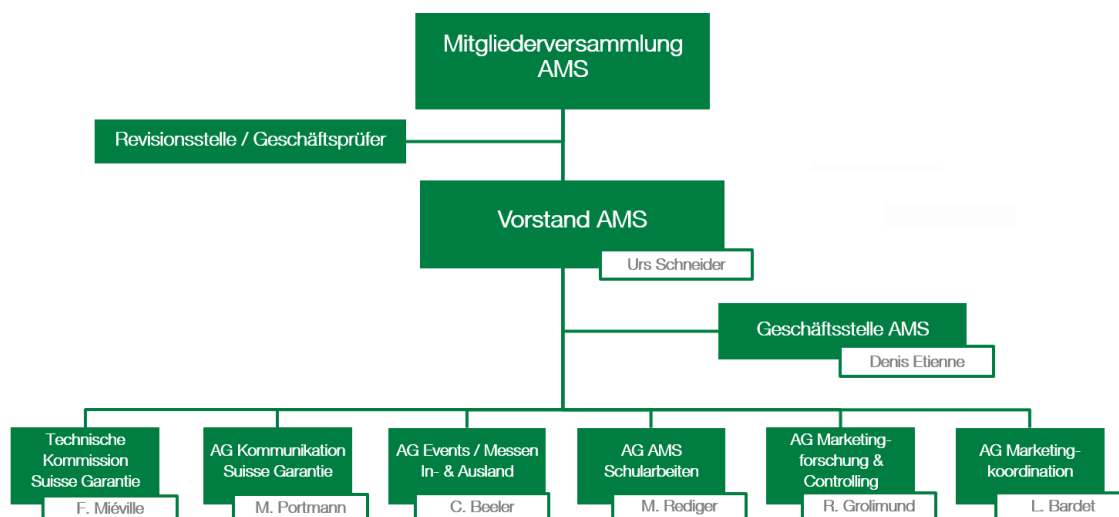 Mitgliederversammlung
AMS
Revisionsstelle / Geschäftsprüfer
Vorstand AMS
Urs Schneider
Geschäftsstelle AMS
Denis Etienne
Technische
Kommission
Suisse Garantie
F. Miéville
AG Kommunikation
Suisse Garantie
M. Portmann
AG Events / Messen
In- & Ausland
C. Beeler
AG AMS
Schularbeiten
M. Rediger
AG Marketing-
forschung &
Controlling
R. Grolimund
AG Marketing-
koordination
L. Bardet